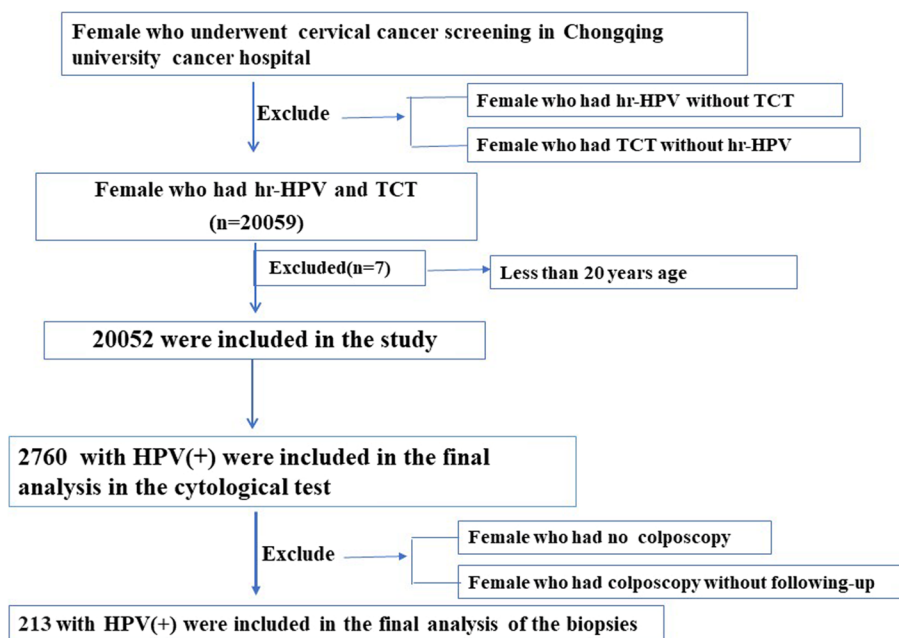 Female who underwent cervical cancer screening in Chongqing
university cancer hospital
Exclude
Female who had hr-HPV without TCT
Female who had TCT without hr-HPV
Female who had hr-HPV and TCT
(n=20059)
Excluded(n=7)
Less than 20 years age
20052 were included in the study
2760 with HPV(+) were included in the final
analysis in the cytological test
Exclude
Female who had no colposcopy
Female who had colposcopy without following-up
213 with HPV(+) were included in the final analysis of the biopsies